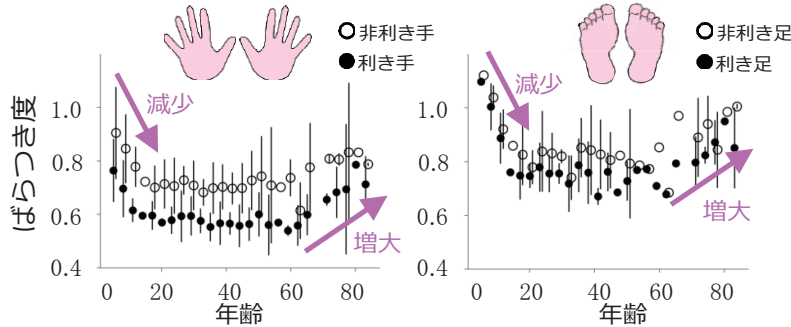 ○ 非利き手
● 利き手
減少
増大
ばらつき度
1.0
0.8
0.6
0.4
0 20 40 60 80
年齢
○ 非利き足
● 利き足
減少
増大
1.0
0.8
0.6
0.4
0 20 40 60 80
年齢